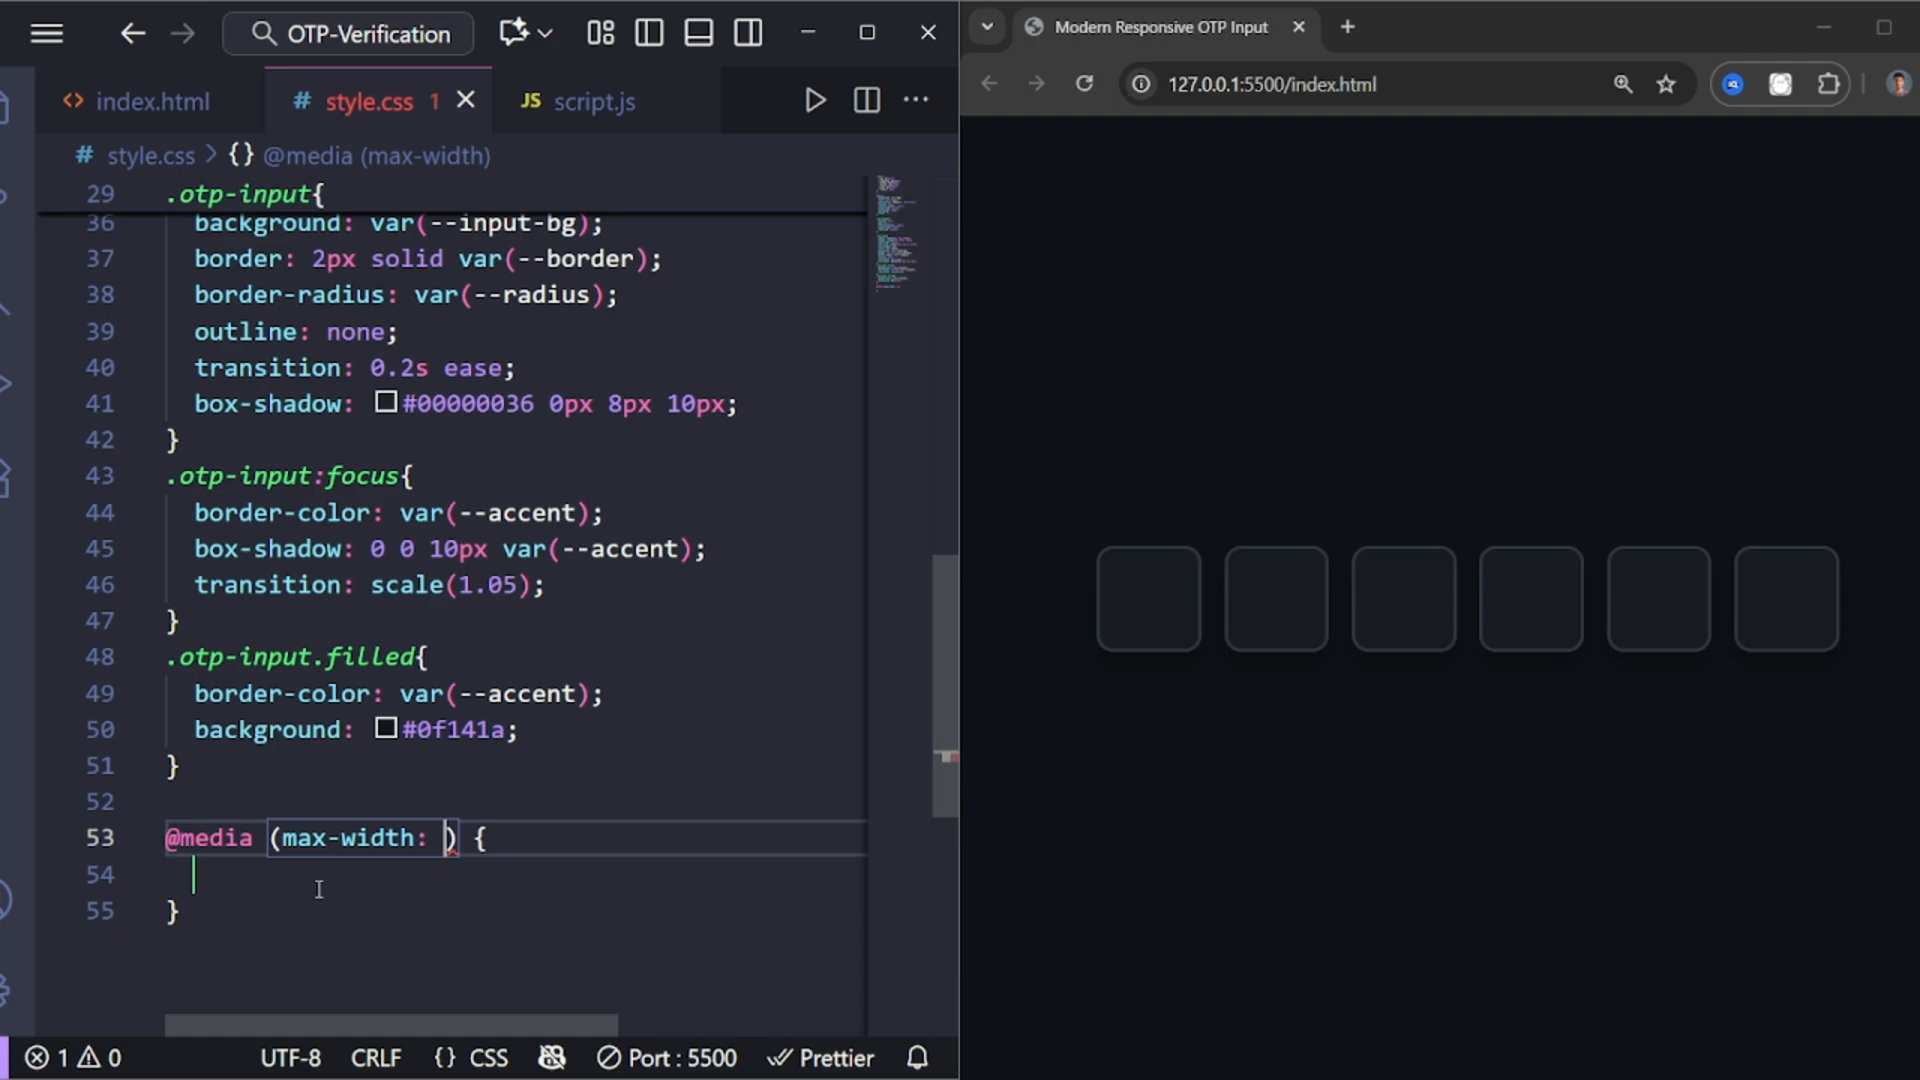 OTP-Verification
index.html
# style.css 1
JS script.js
# style.css > {} @media (max-width)
29 .otp-input{
36 background: var(--input-bg);
37 border: 2px solid var(--border);
38 border-radius: var(--radius);
39 outline: none;
40 transition: 0.2s ease;
41 box-shadow: #00000036 0px 8px 10px;
42 }
43 .otp-input:focus{
44 border-color: var(--accent);
45 box-shadow: 0 0 10px var(--accent);
46 transition: scale(1.05);
47 }
48 .otp-input.filled{
49 border-color: var(--accent);
50 background: #0f141a;
51 }
52
53 @media (max-width: ) {
54
55 }
1 0 UTF-8 CRLF {} CSS Port : 5500 Prettier
Modern Responsive OTP Input
127.0.0.1:5500/index.html